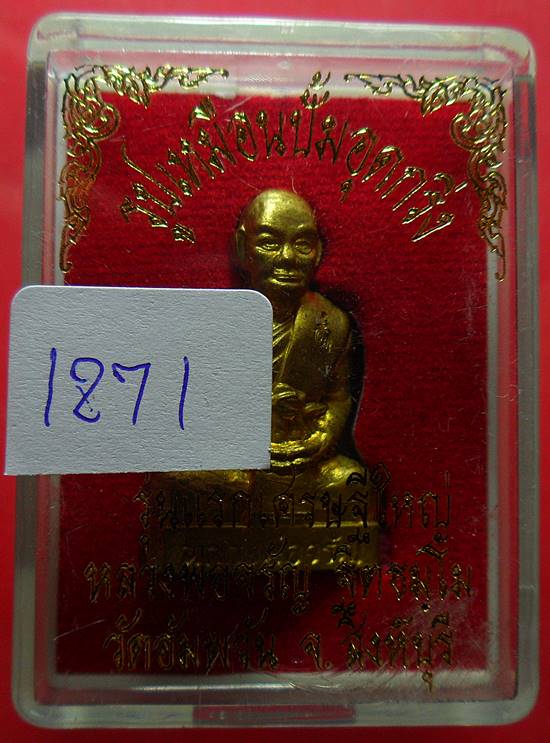 รูปเหมือนปั๊มอุดกริ่ง
1271
รุ่นแรกเศรษฐีใหญ่
หลวงพ่อจรัญ ฐิตธมฺโม
วัดอัมพวัน จ. สิงห์บุรี